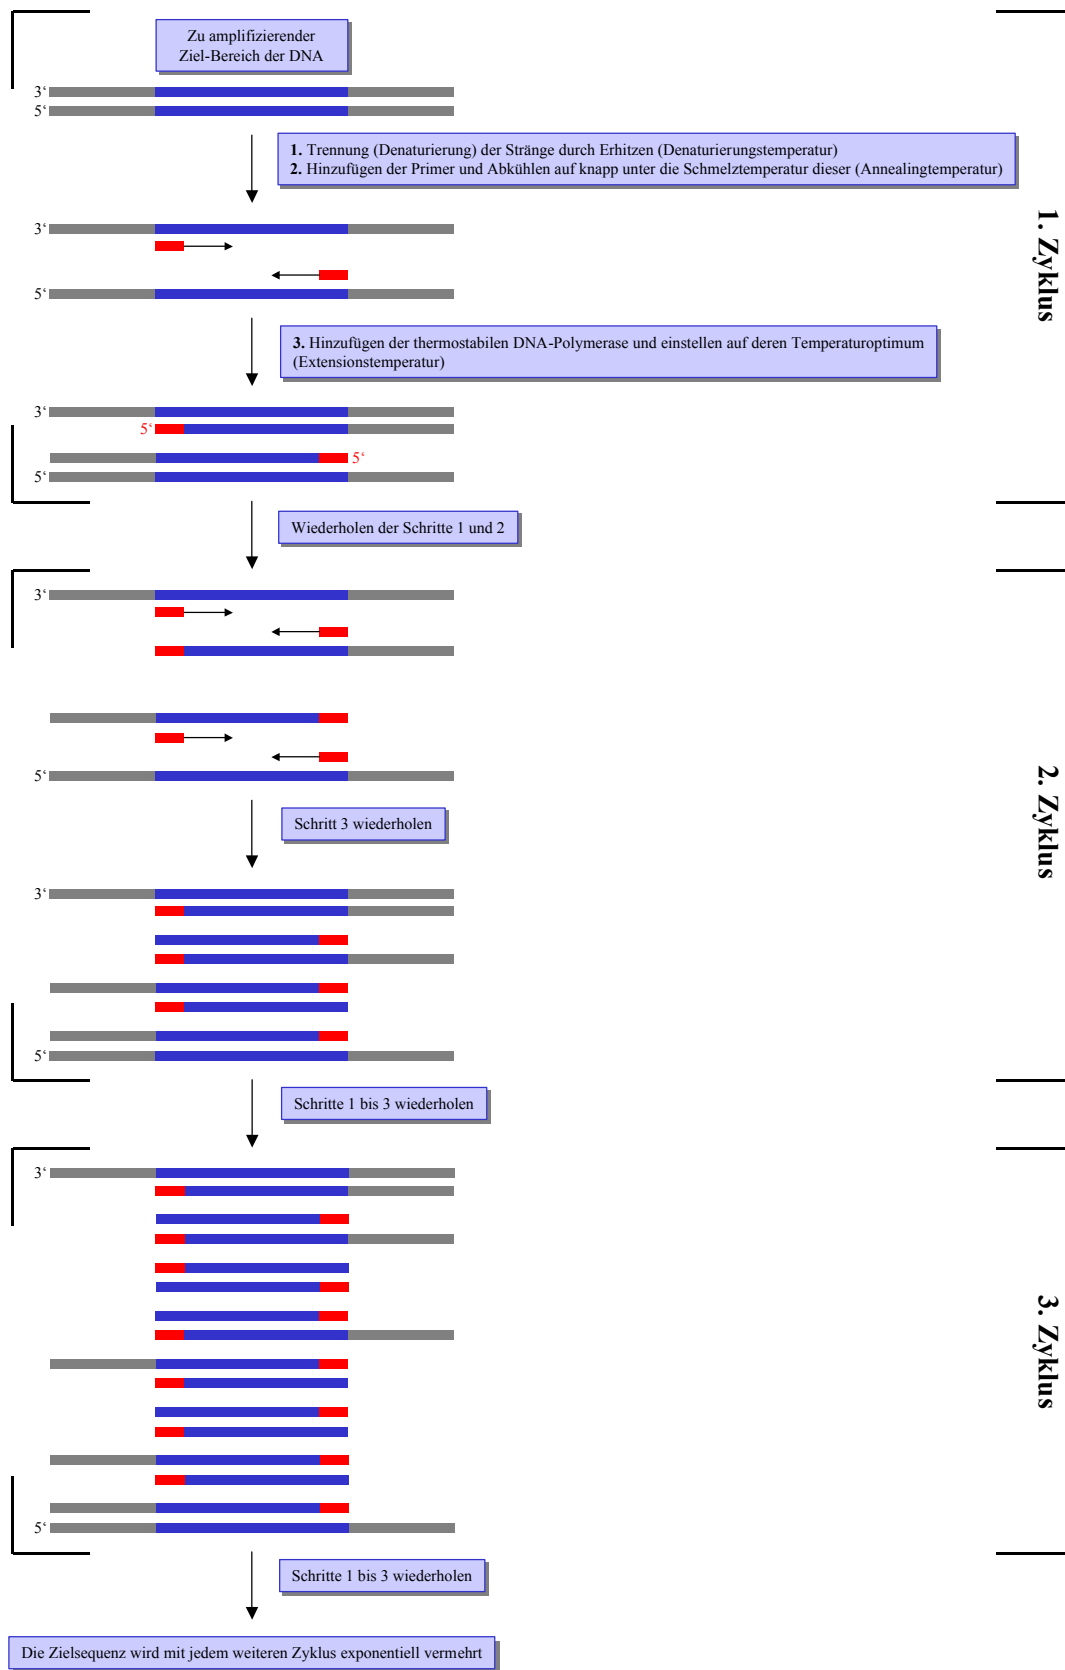 Zu amplifizierender
Ziel-Bereich der DNA
3‘
5‘
1. Trennung (Denaturierung) der Stränge durch Erhitzen (Denaturierungstemperatur)
2. Hinzufügen der Primer und Abkühlen auf knapp unter die Schmelztemperatur dieser (Annealingtemperatur)
1. Zyklus
3‘
5‘
3. Hinzufügen der thermostabilen DNA-Polymerase und einstellen auf deren Temperaturoptimum
(Extensionstemperatur)
3‘
5‘
5‘
5‘
Wiederholen der Schritte 1 und 2
3‘
5‘
2. Zyklus
Schritt 3 wiederholen
3‘
5‘
Schritte 1 bis 3 wiederholen
3‘
3. Zyklus
5‘
Schritte 1 bis 3 wiederholen
Die Zielsequenz wird mit jedem weiteren Zyklus exponentiell vermehrt